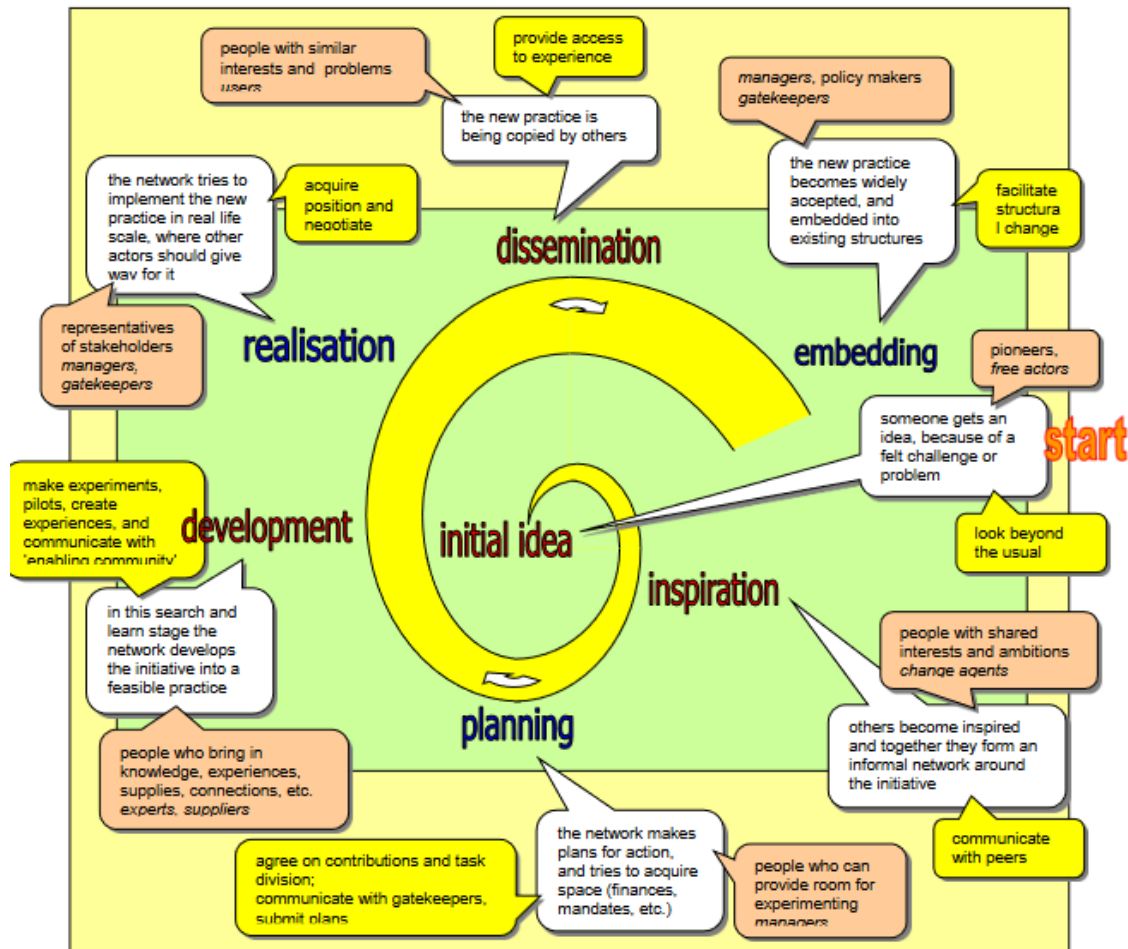 people with similar
interests and problems
users
provide access
to experience
the new practice is
being copied by others
managers, policy makers
gatekeepers
the new practice
becomes widely
accepted, and
embedded into
existing structures
facilitate
structura
l change
the network tries to
implement the new
practice in real life
scale, where other
actors should give
way for it
acquire
position and
negotiate
dissemination
representatives
of stakeholders
managers,
gatekeepers
realisation
embedding
pioneers,
free actors
someone gets an
idea, because of a
felt challenge or
problem
start
look beyond
the usual
make experiments,
pilots, create
experiences, and
communicate with
'enabling community'
development
initial idea
inspiration
in this search and
learn stage the
network develops
the initiative into a
feasible practice
people with shared
interests and ambitions
change agents
others become inspired
and together they form an
informal network around
the initiative
communicate
with peers
planning
people who bring in
knowledge, experiences,
supplies, connections, etc.
experts, suppliers
the network makes
plans for action,
and tries to acquire
space (finances,
mandates, etc.)
agree on contributions and task
division;
communicate with gatekeepers,
submit plans
people who can
provide room for
experimenting
managers